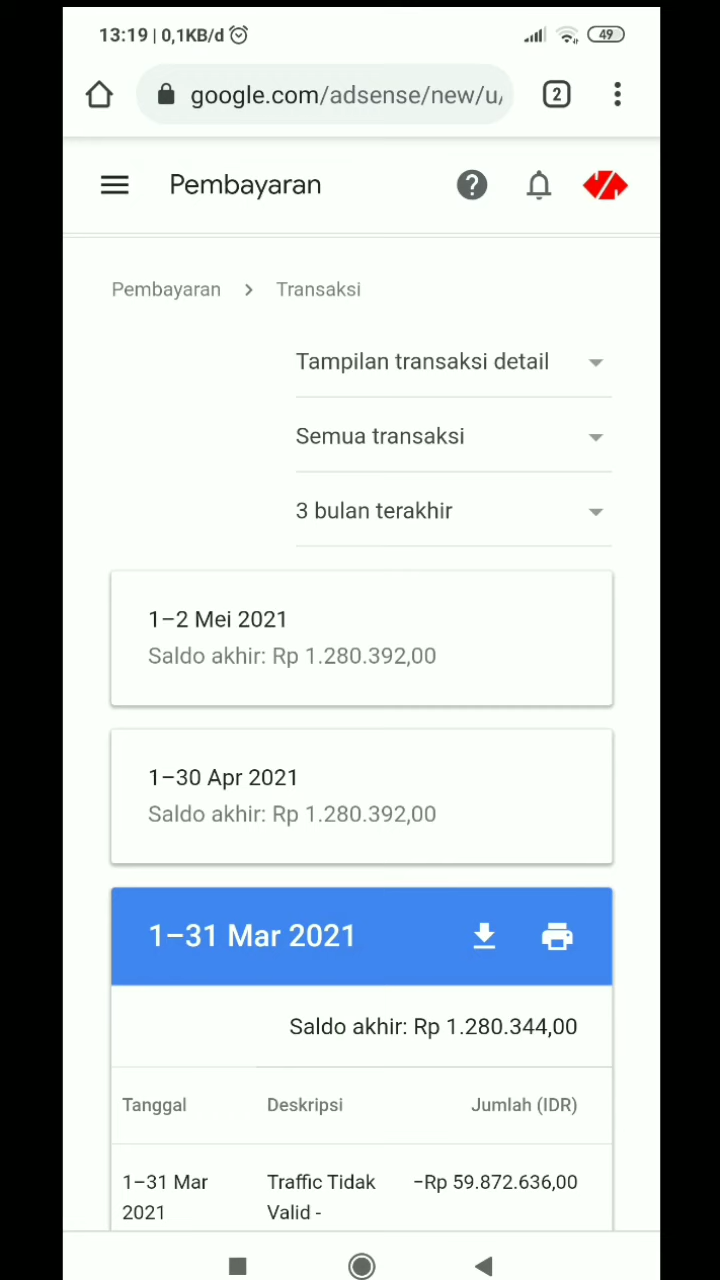 13:19 | 0,1KB/d
49
google.com/adsense/new/u/
2
Pembayaran
Pembayaran > Transaksi
Tampilan transaksi detail
Semua transaksi
3 bulan terakhir
1–2 Mei 2021
Saldo akhir: Rp 1.280.392,00
1–30 Apr 2021
Saldo akhir: Rp 1.280.392,00
1–31 Mar 2021
Saldo akhir: Rp 1.280.344,00
Tanggal Deskripsi Jumlah (IDR)
1–31 Mar Traffic Tidak −Rp 59.872.636,00
2021 Valid -